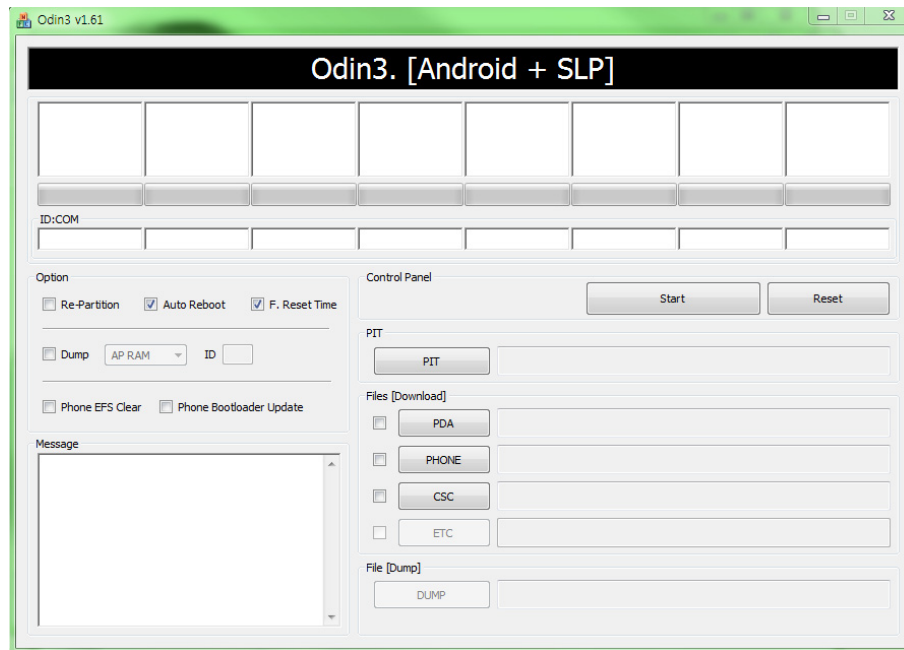 Odin3 v1.61
Odin3. [Android + SLP]
ID:COM
Option
Re-Partition Auto Reboot F. Reset Time
Dump AP RAM ID
Phone EFS Clear Phone Bootloader Update
Message
Control Panel
Start Reset
PIT
PIT
Files [Download]
PDA
PHONE
CSC
ETC
File [Dump]
DUMP